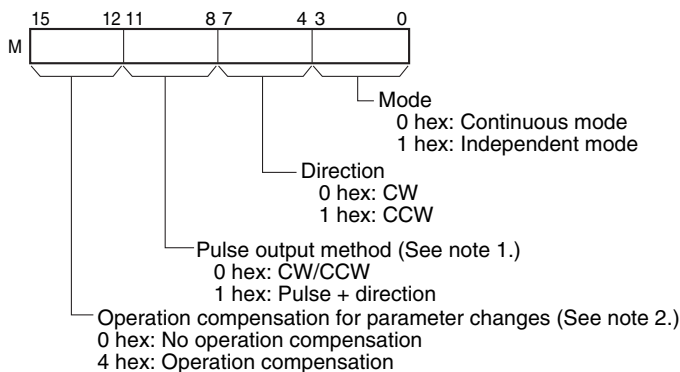 15 12 11 8 7 4 3 0
M
Mode
0 hex: Continuous mode
1 hex: Independent mode
Direction
0 hex: CW
1 hex: CCW
Pulse output method (See note 1.)
0 hex: CW/CCW
1 hex: Pulse + direction
Operation compensation for parameter changes (See note 2.)
0 hex: No operation compensation
4 hex: Operation compensation